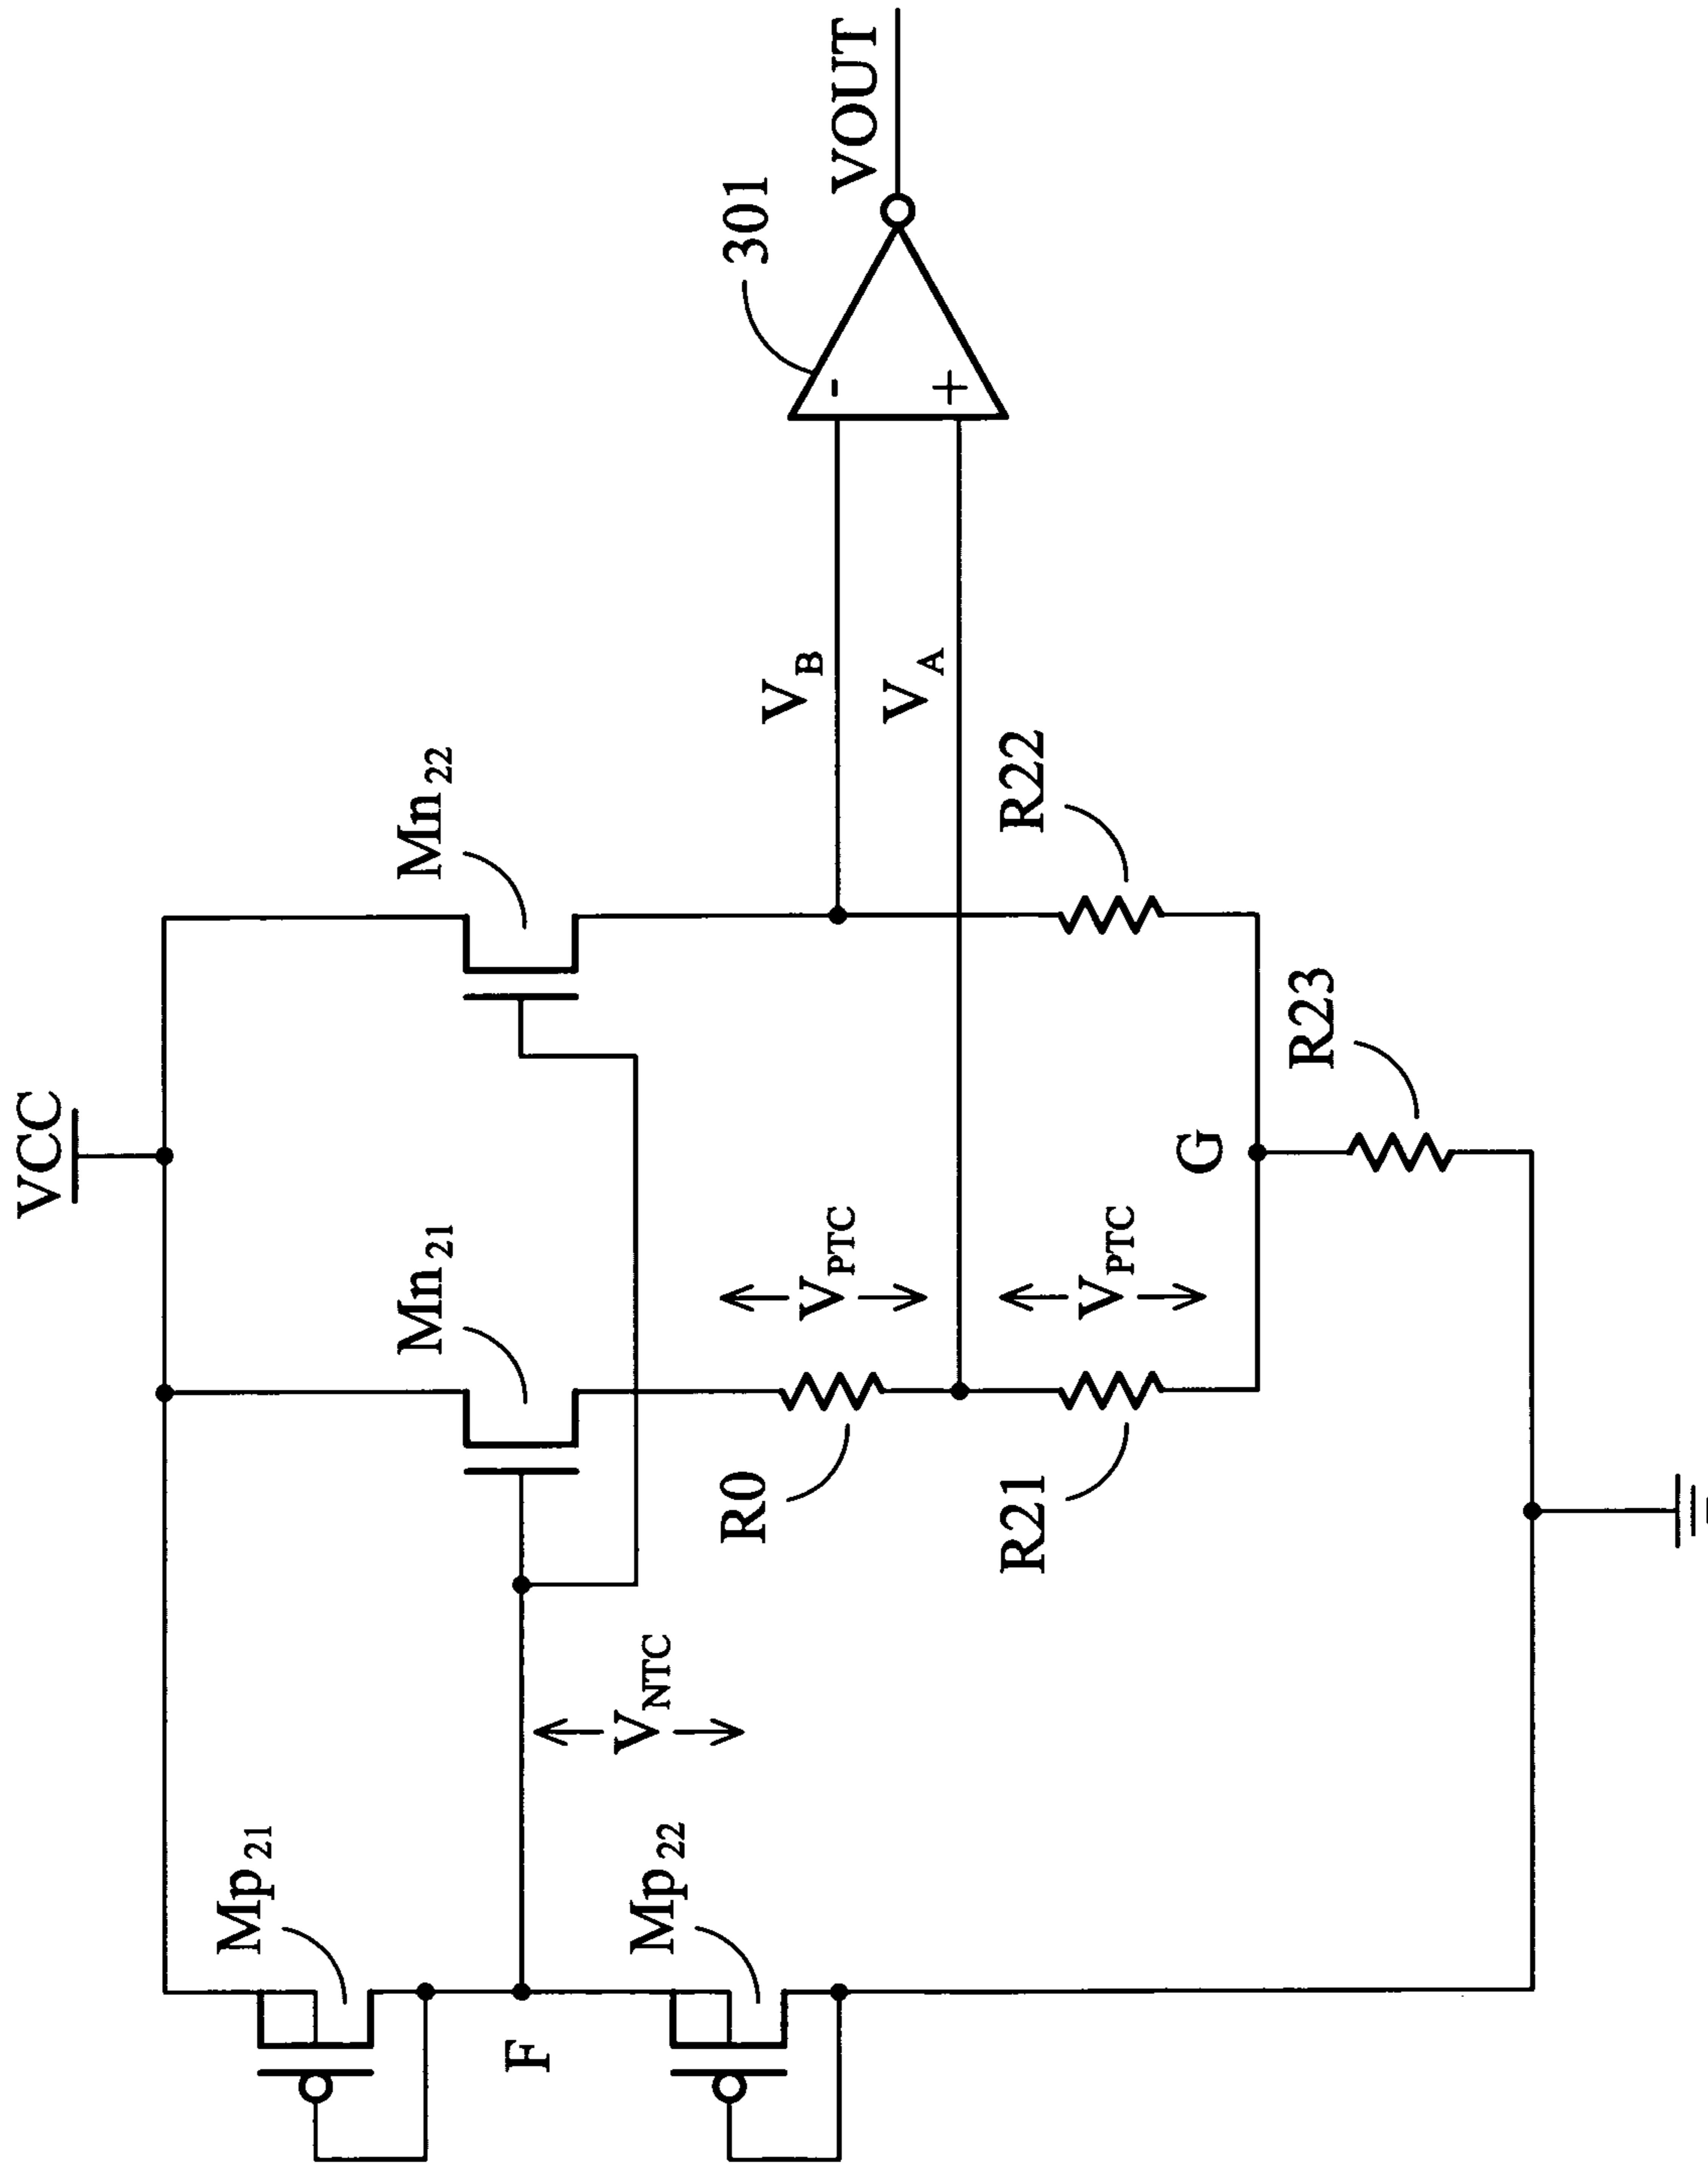 VCC
Mp21
Mn21
Mn22
F
VNTC
Mp22
R0
VPTC
R21
VPTC
G
R22
R23
VB
VA
-
+
301
VOUT